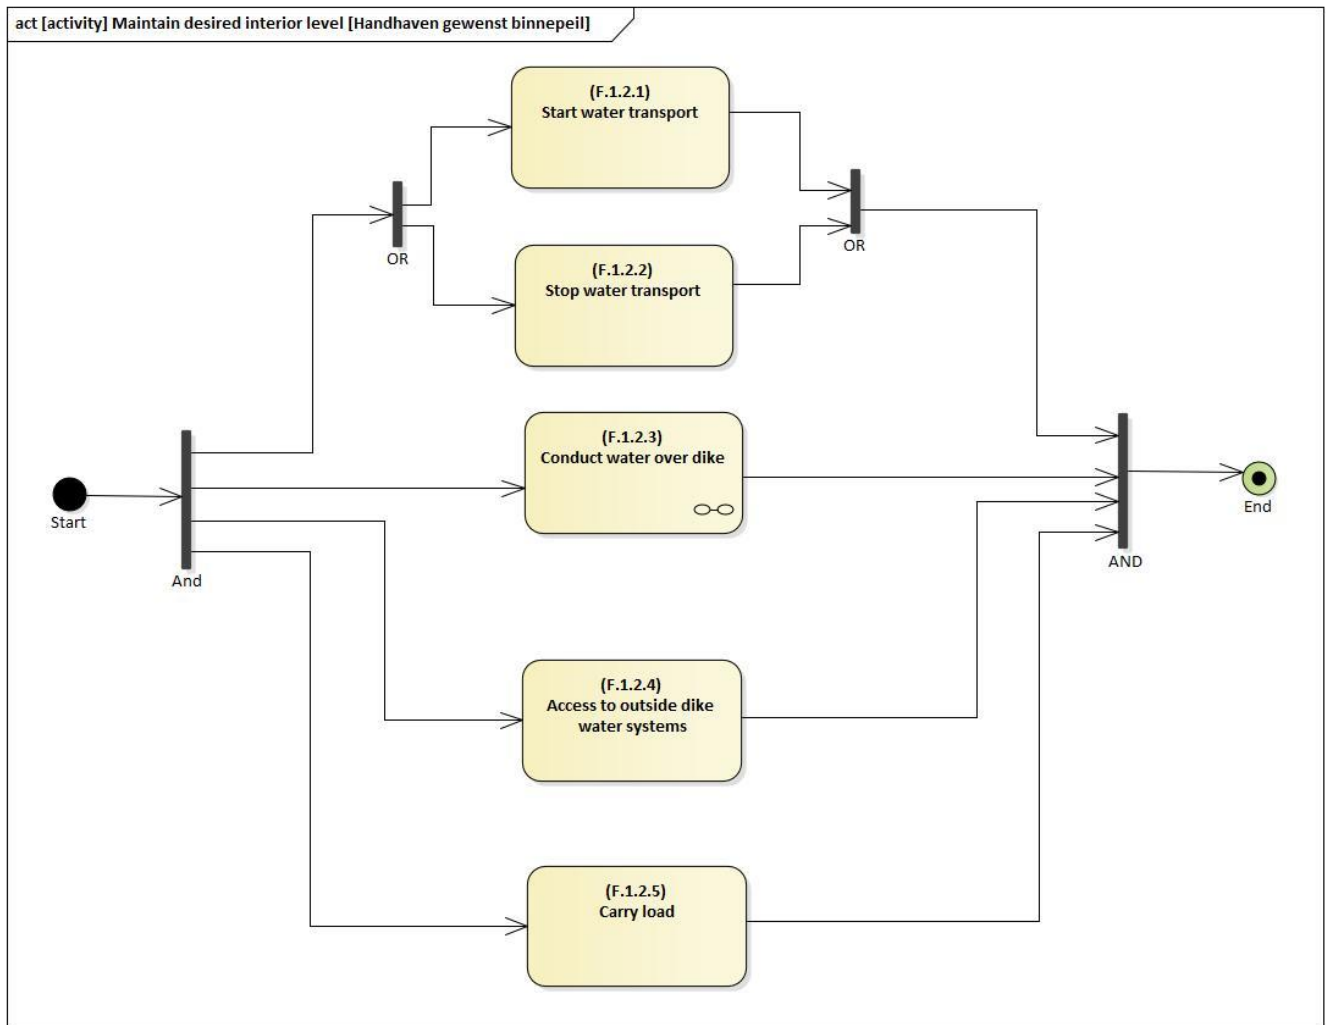 act [activity] Maintain desired interior level [Handhaven gewenst binnepeil]
(F.1.2.1)
Start water transport
OR
OR
(F.1.2.2)
Stop water transport
(F.1.2.3)
Conduct water over dike
Start
End
And
AND
(F.1.2.4)
Access to outside dike
water systems
(F.1.2.5)
Carry load